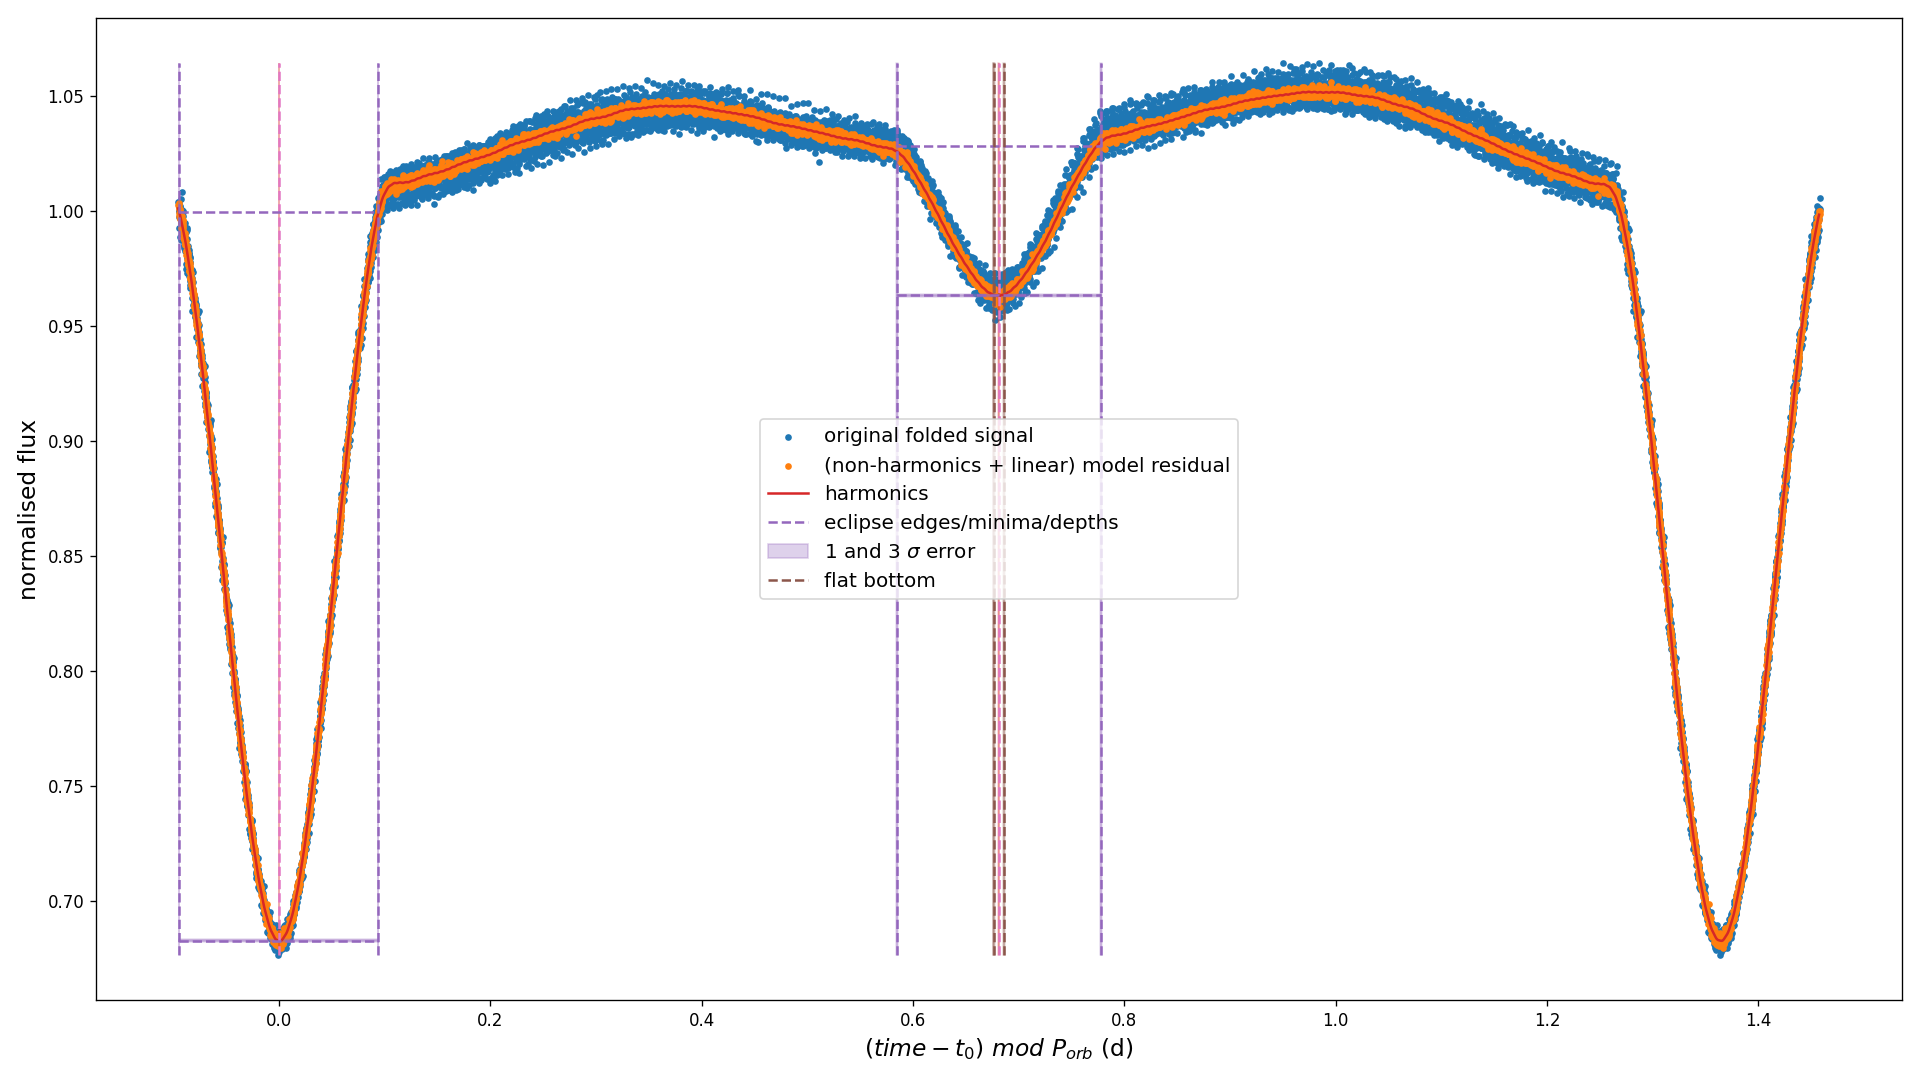 1.05
1.00
0.95
0.90
0.85
0.80
0.75
0.70
normalised flux
original folded signal
(non-harmonics + linear) model residual
harmonics
eclipse edges/minima/depths
1 and 3 σ error
flat bottom
0.0 0.2 0.4 0.6 0.8 1.0 1.2 1.4
(time − t₀) mod Pₒᵣb (d)